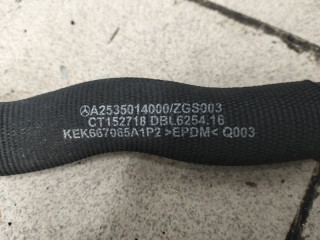 A2535014000/ZGS003
CT152718 DBL6254.16
KEK667065A1P2 >EPDM< Q003